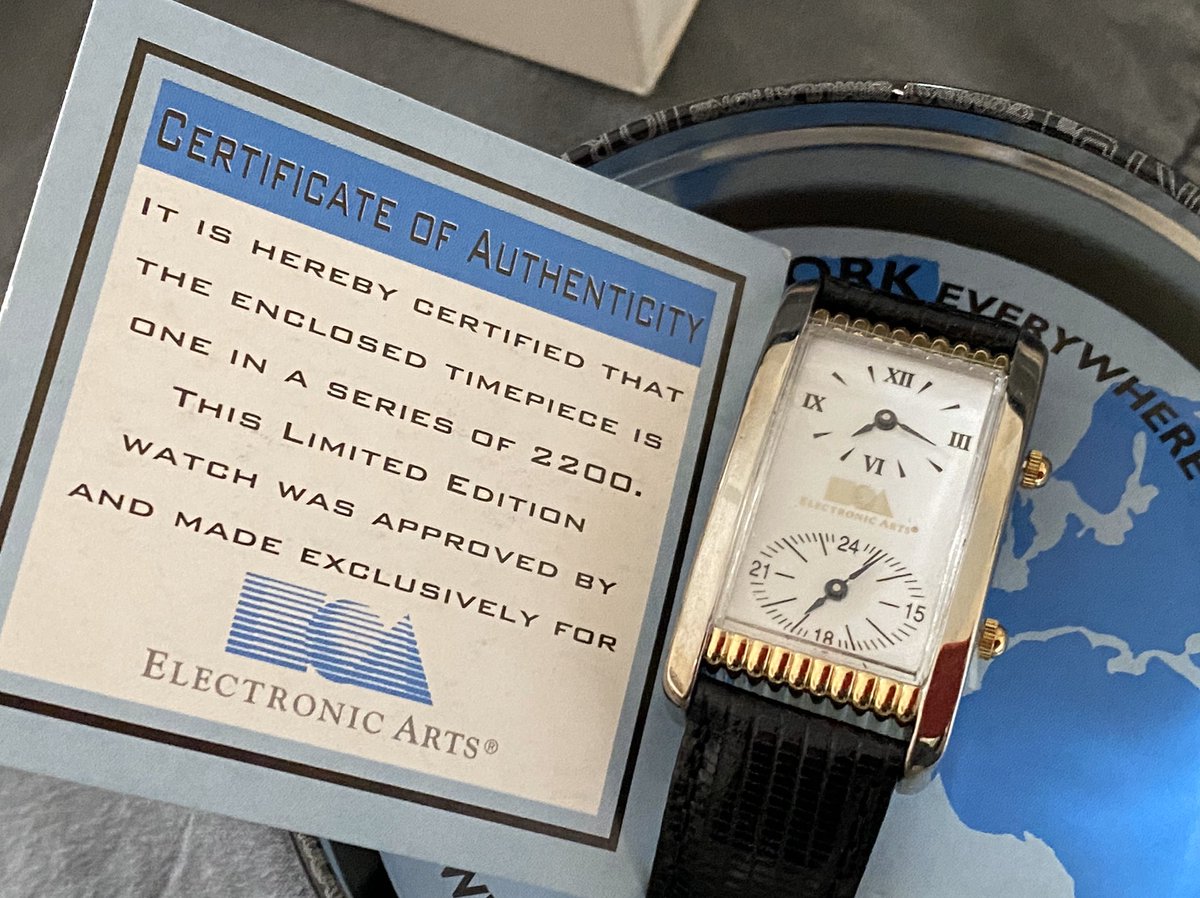 CERTIFICATE OF AUTHENTICITY
IT IS HEREBY CERTIFIED THAT
THE ENCLOSED TIMEPIECE IS
ONE IN A SERIES OF 2200.
THIS LIMITED EDITION
WATCH WAS APPROVED BY
AND MADE EXCLUSIVELY FOR
EA
ELECTRONIC ARTS®
EVERYWHERE
XII
IX
III
VI
EA
ELECTRONIC ARTS®
24
21
15
18